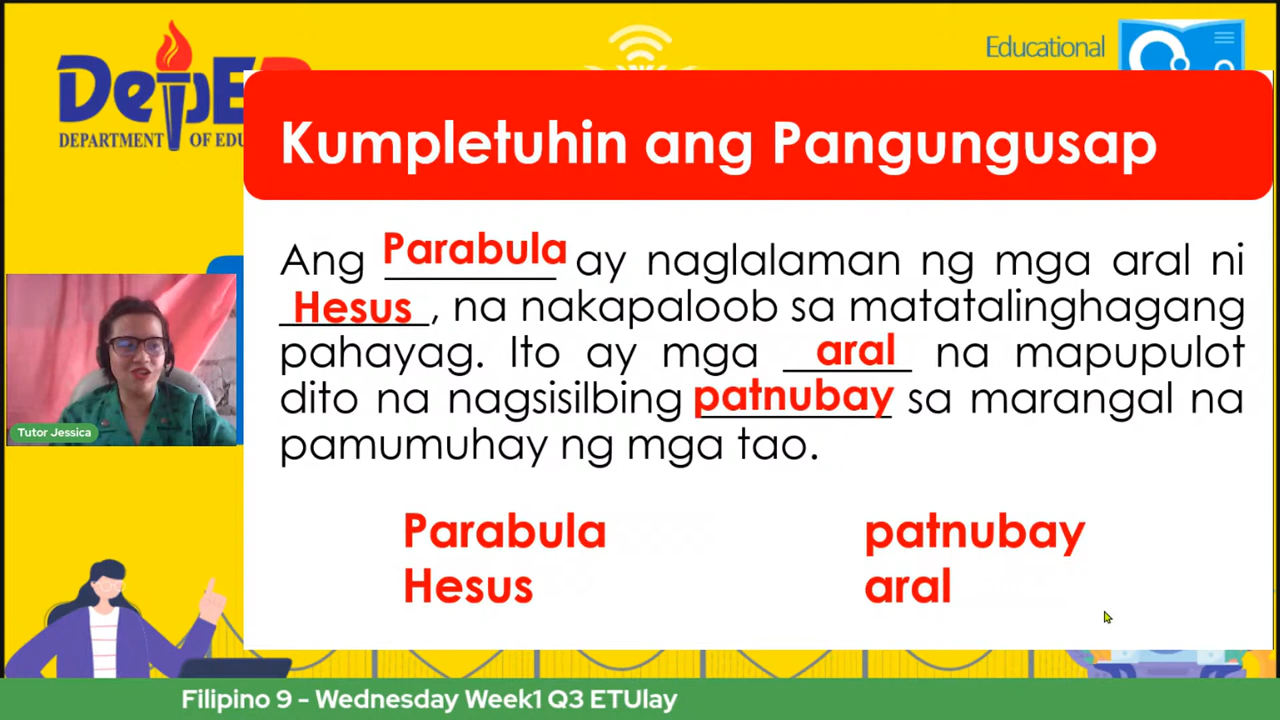 DepED
DEPARTMENT OF EDU
Educational
Kumpletuhin ang Pangungusap
Ang Parabula ay naglalaman ng mga aral ni
Hesus, na nakapaloob sa matatalinghagang
pahayag. Ito ay mga aral na mapupulot
dito na nagsisilbing patnubay sa marangal na
pamumuhay ng mga tao.
Parabula patnubay
Hesus aral
Tutor Jessica
Filipino 9 - Wednesday Week1 Q3 ETUlay